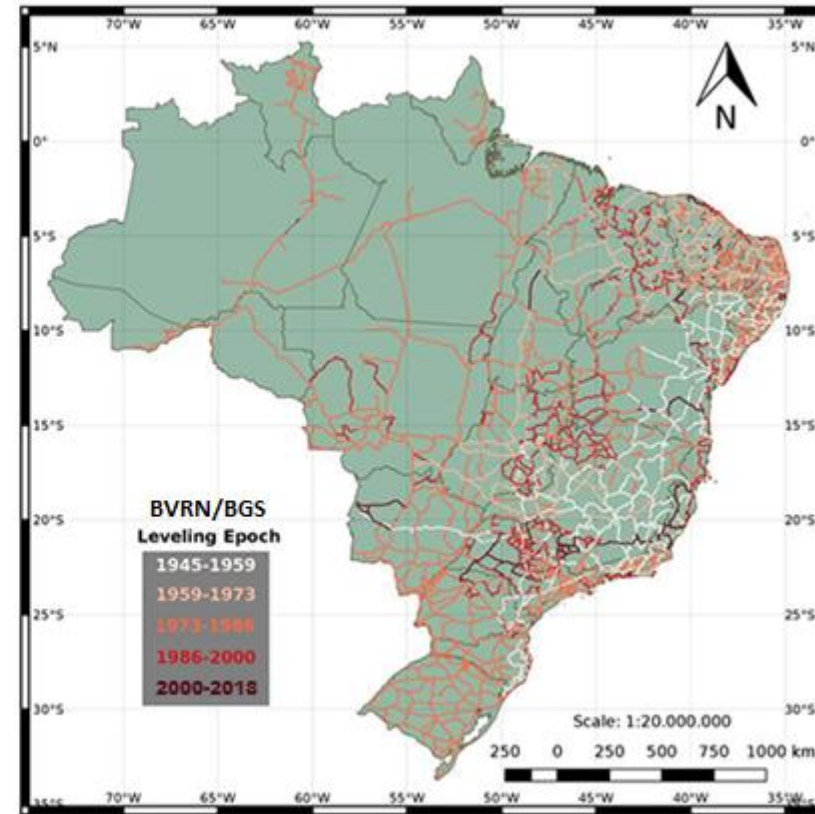 70°W 65°W 60°W 55°W 50°W 45°W 40°W 35°W
5°N 5°N
N
0° 0°
5°S 5°S
10°S 10°S
15°S 15°S
BVRN/BGS
20°S 20°S
Leveling Epoch
1945-1959
1959-1973
25°S 25°S
1973-1986
1986-2000
2000-2018
30°S 30°S
Scale: 1:20.000.000
250 0 250 500 750 1000 km
35°S 35°S
70°W 65°W 60°W 55°W 50°W 45°W 40°W 35°W